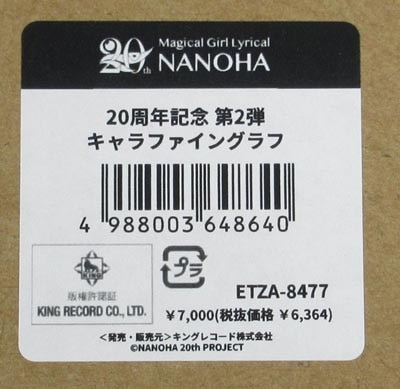 20th
Magical Girl Lyrical
NANOHA
20周年記念 第2弾
キャラファイングラフ
4 988003 648640
KING
版権許諾証
KING RECORD CO., LTD.
プラ
ETZA-8477
¥7,000(税抜価格 ¥6,364)
<発売・販売元>キングレコード株式会社
©NANOHA 20th PROJECT